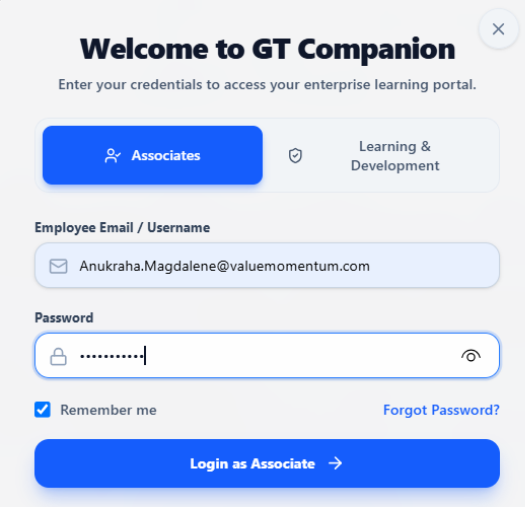 Welcome to GT Companion
Enter your credentials to access your enterprise learning portal.
Associates
Learning &
Development
Employee Email / Username
Anukraha.Magdalene@valuemomentum.com
Password
•••••••••••
Remember me
Forgot Password?
Login as Associate →